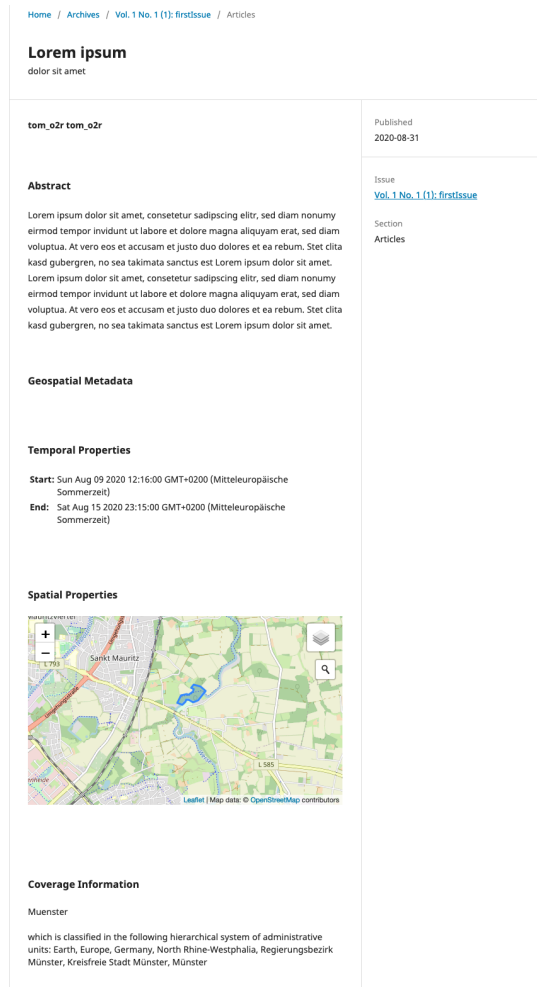 Home / Archives / Vol. 1 No. 1 (1): firstIssue / Articles
Lorem ipsum
dolor sit amet
tom_o2r tom_o2r
Published
2020-08-31
Issue
Vol. 1 No. 1 (1): firstIssue
Section
Articles
Abstract
Lorem ipsum dolor sit amet, consetetur sadipscing elitr, sed diam nonumy
eirmod tempor invidunt ut labore et dolore magna aliquyam erat, sed diam
voluptua. At vero eos et accusam et justo duo dolores et ea rebum. Stet clita
kasd gubergren, no sea takimata sanctus est Lorem ipsum dolor sit amet.
Lorem ipsum dolor sit amet, consetetur sadipscing elitr, sed diam nonumy
eirmod tempor invidunt ut labore et dolore magna aliquyam erat, sed diam
voluptua. At vero eos et accusam et justo duo dolores et ea rebum. Stet clita
kasd gubergren, no sea takimata sanctus est Lorem ipsum dolor sit amet.
Geospatial Metadata
Temporal Properties
Start: Sun Aug 09 2020 12:16:00 GMT+0200 (Mitteleuropäische
Sommerzeit)
End: Sat Aug 15 2020 23:15:00 GMT+0200 (Mitteleuropäische
Sommerzeit)
Spatial Properties
+
−
L 793
Sankt Mauritz
Umgehungsstraße
Umgehungsstraße
L 585
Leaflet | Map data: © OpenStreetMap contributors
Coverage Information
Muenster
which is classified in the following hierarchical system of administrative
units: Earth, Europe, Germany, North Rhine-Westphalia, Regierungsbezirk
Münster, Kreisfreie Stadt Münster, Münster